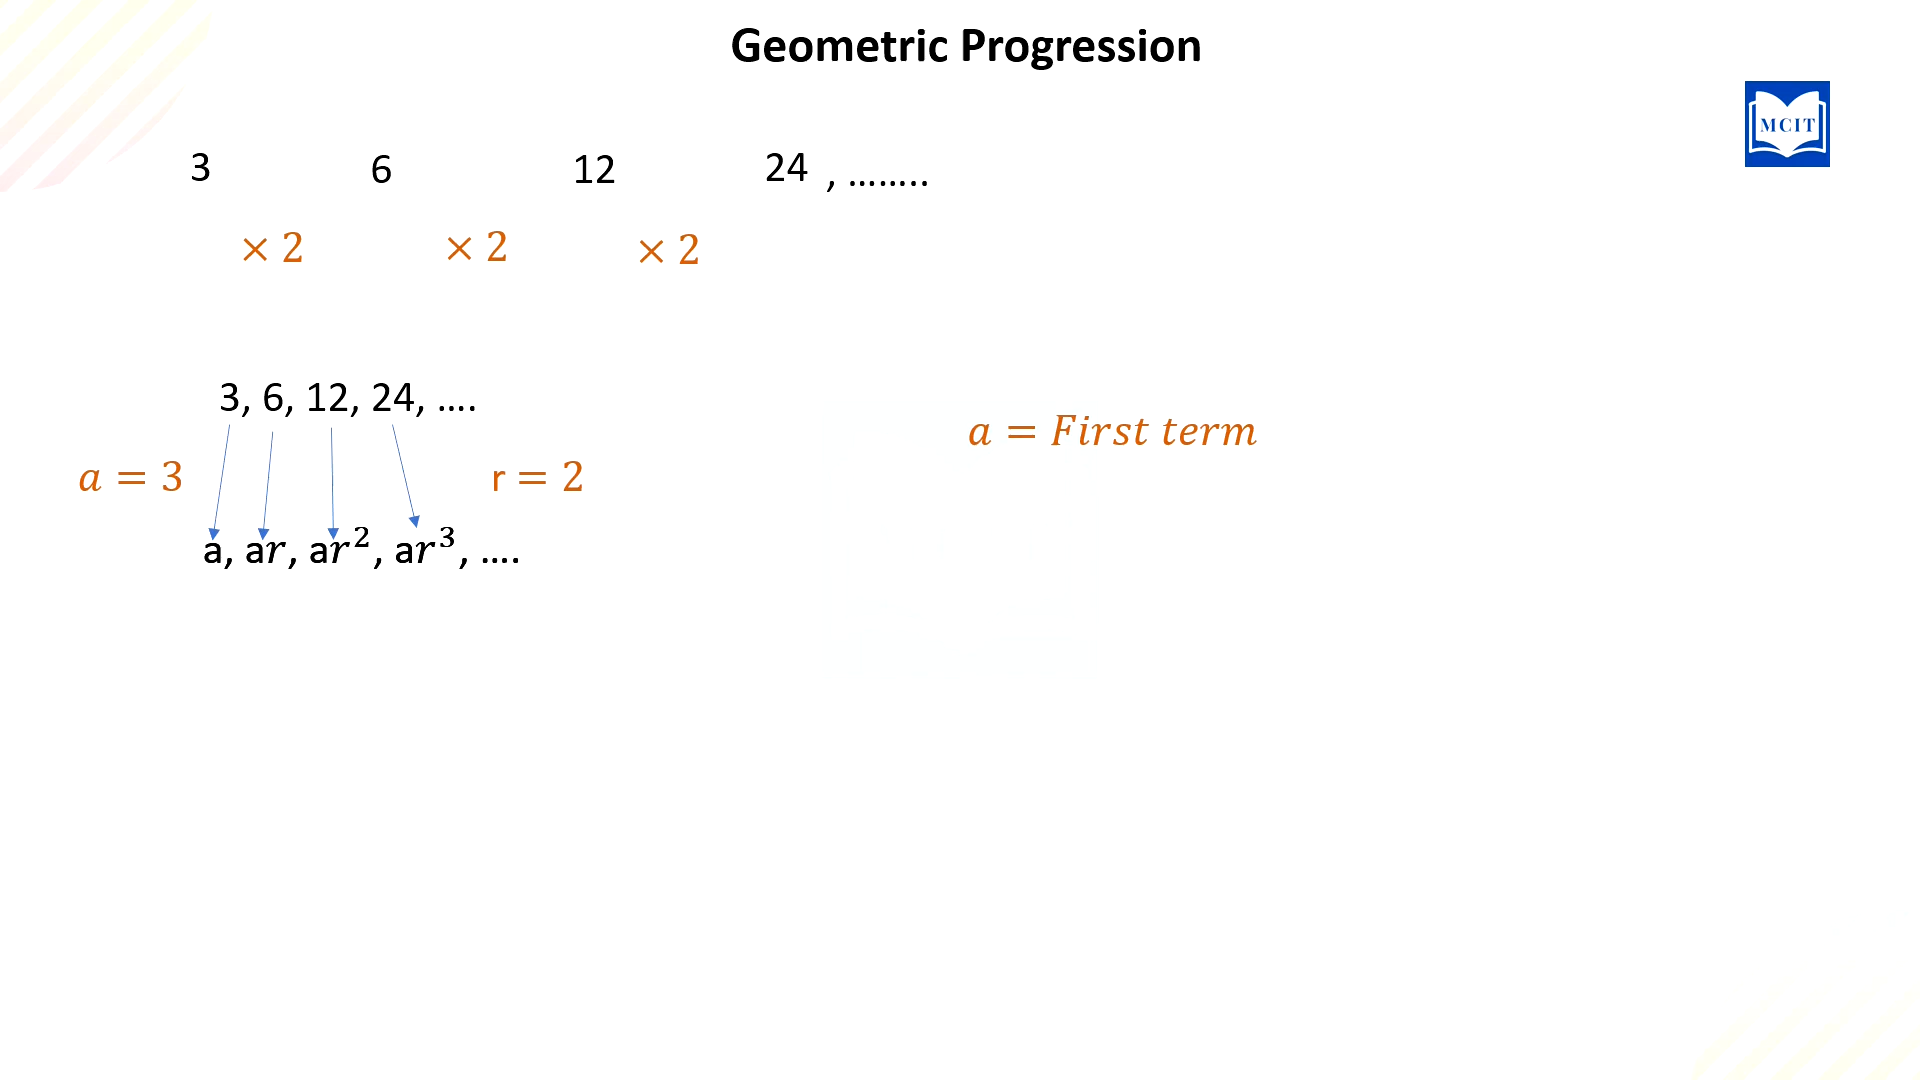 Geometric Progression
MCIT
3 6 12 24 , ........
× 2 × 2 × 2
3, 6, 12, 24, ....
a = First term
a = 3 r = 2
a, ar, ar², ar³, ....